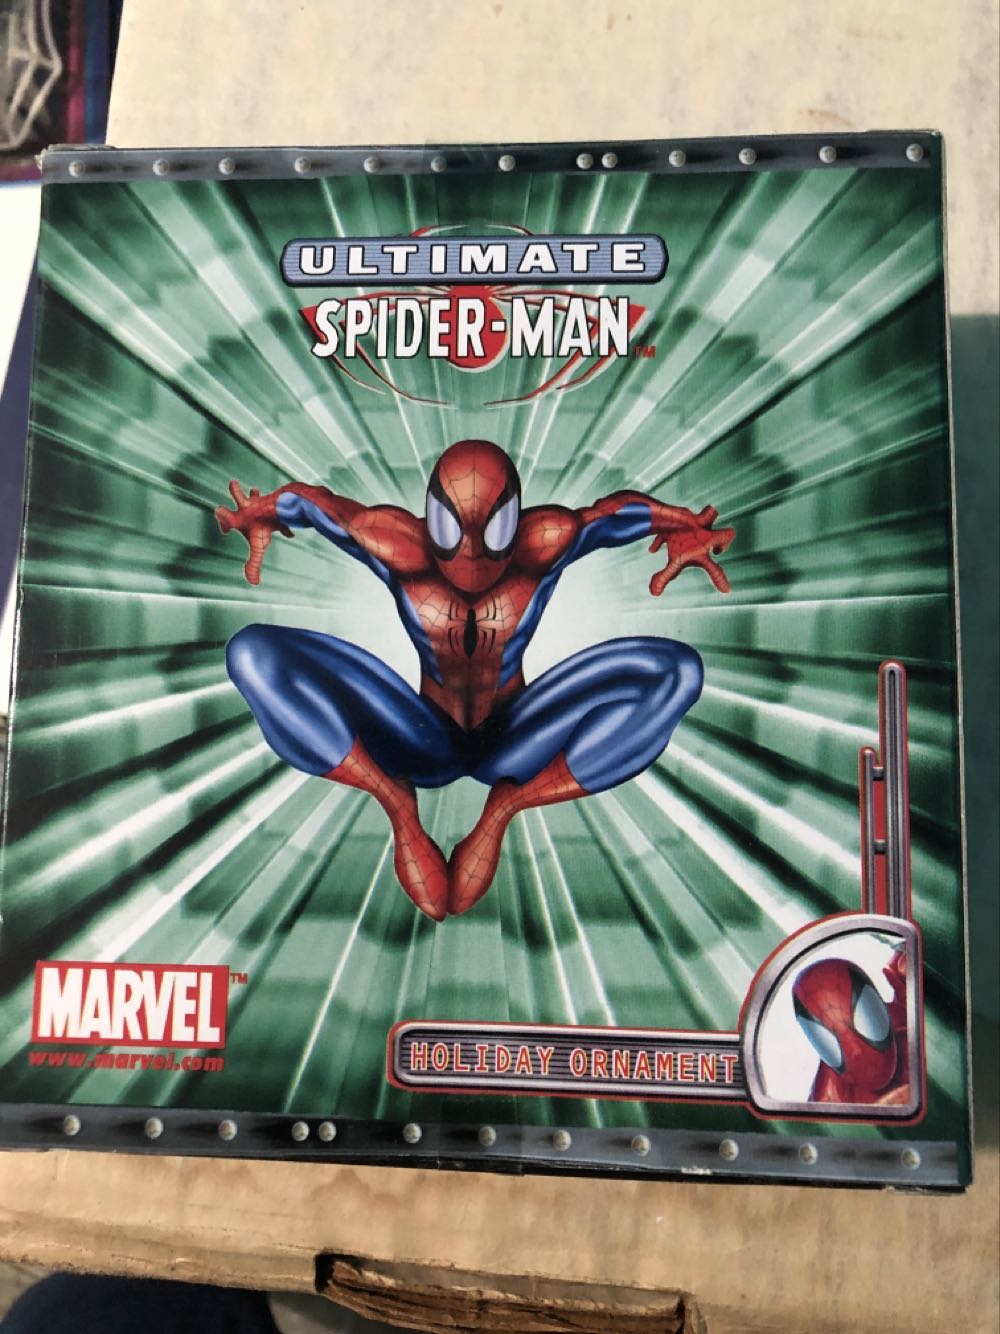 ULTIMATE
SPIDER-MAN TM
MARVEL TM
www.marvel.com
HOLIDAY ORNAMENT